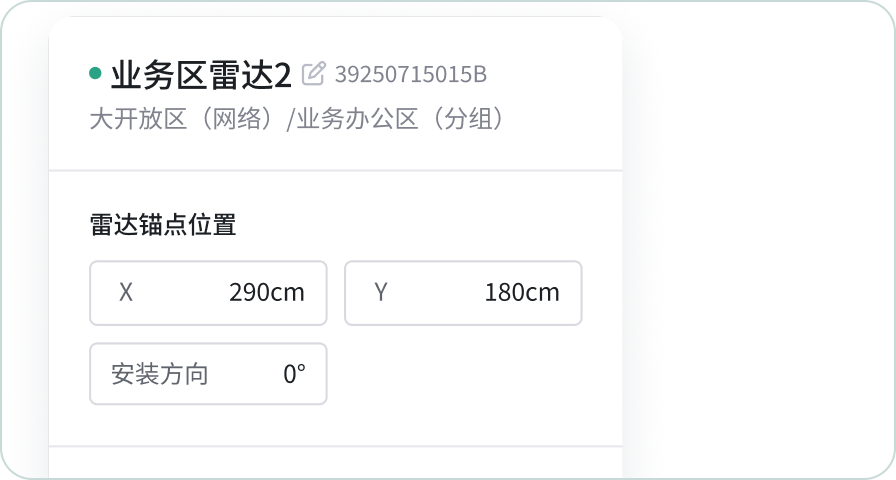 业务区雷达2 39250715015B
大开放区（网络）/业务办公区（分组）
雷达锚点位置
X 290cm Y 180cm
安装方向 0°